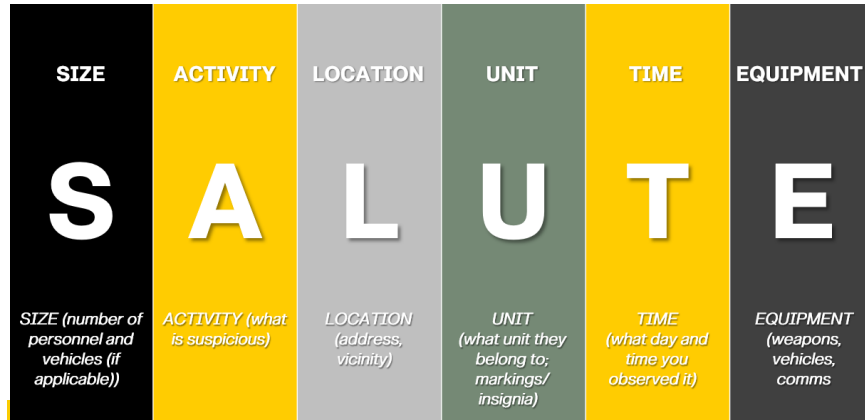 SIZE
ACTIVITY
LOCATION
UNIT
TIME
EQUIPMENT
S
A
L
U
T
E
SIZE (number of
personnel and
vehicles (if
applicable))
ACTIVITY (what
is suspicious)
LOCATION
(address,
vicinity)
UNIT
(what unit they
belong to;
markings/
insignia)
TIME
(what day and
time you
observed it)
EQUIPMENT
(weapons,
vehicles,
comms